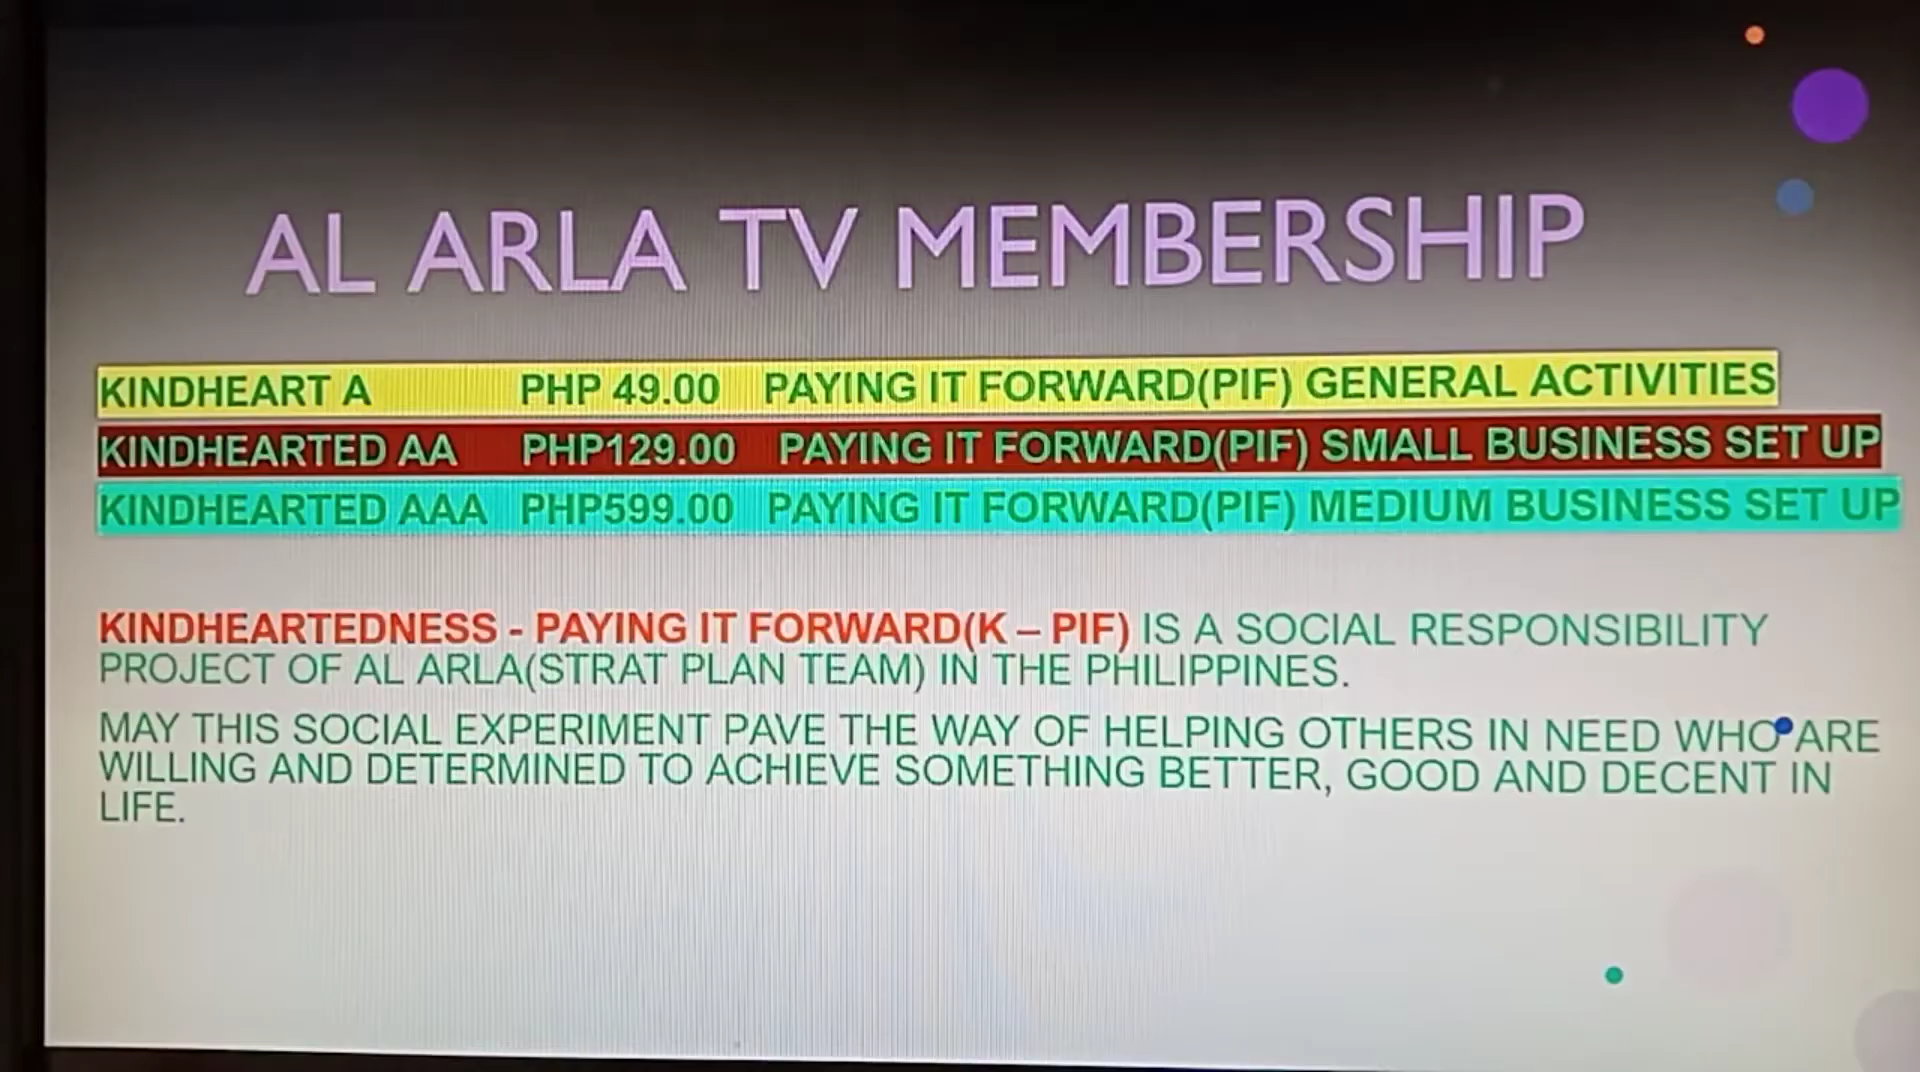 AL ARLA TV MEMBERSHIP
KINDHEART A PHP 49.00 PAYING IT FORWARD(PIF) GENERAL ACTIVITIES
KINDHEARTED AA PHP129.00 PAYING IT FORWARD(PIF) SMALL BUSINESS SET UP
KINDHEARTED AAA PHP599.00 PAYING IT FORWARD(PIF) MEDIUM BUSINESS SET UP
KINDHEARTEDNESS - PAYING IT FORWARD(K – PIF) IS A SOCIAL RESPONSIBILITY
PROJECT OF AL ARLA(STRAT PLAN TEAM) IN THE PHILIPPINES.
MAY THIS SOCIAL EXPERIMENT PAVE THE WAY OF HELPING OTHERS IN NEED WHO ARE
WILLING AND DETERMINED TO ACHIEVE SOMETHING BETTER, GOOD AND DECENT IN
LIFE.